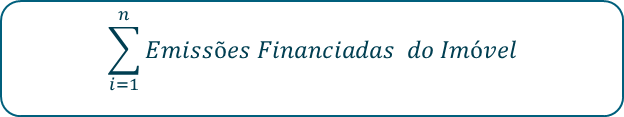 n
∑ Emissões Financiadas do Imóvel
i=1